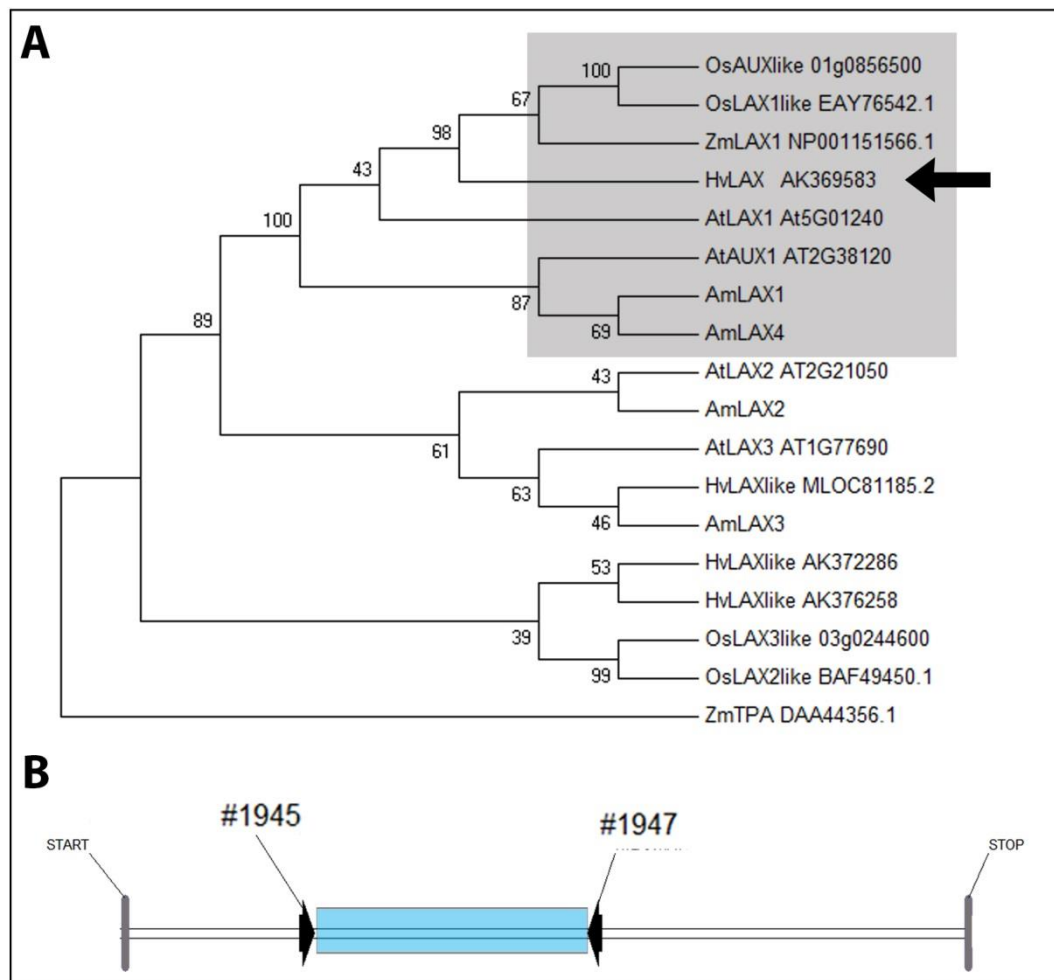 A
OsAUXlike 01g0856500
100
OsLAX1like EAY76542.1
67
ZmLAX1 NP001151566.1
98
HvLAX AK369583
43
AtLAX1 At5G01240
100
AtAUX1 AT2G38120
87
AmLAX1
69
AmLAX4
89
AtLAX2 AT2G21050
43
AmLAX2
61
AtLAX3 AT1G77690
63
HvLAXlike MLOC81185.2
46
AmLAX3
HvLAXlike AK372286
53
HvLAXlike AK376258
39
OsLAX3like 03g0244600
99
OsLAX2like BAF49450.1
ZmTPA DAA44356.1
B
#1945
#1947
START
STOP